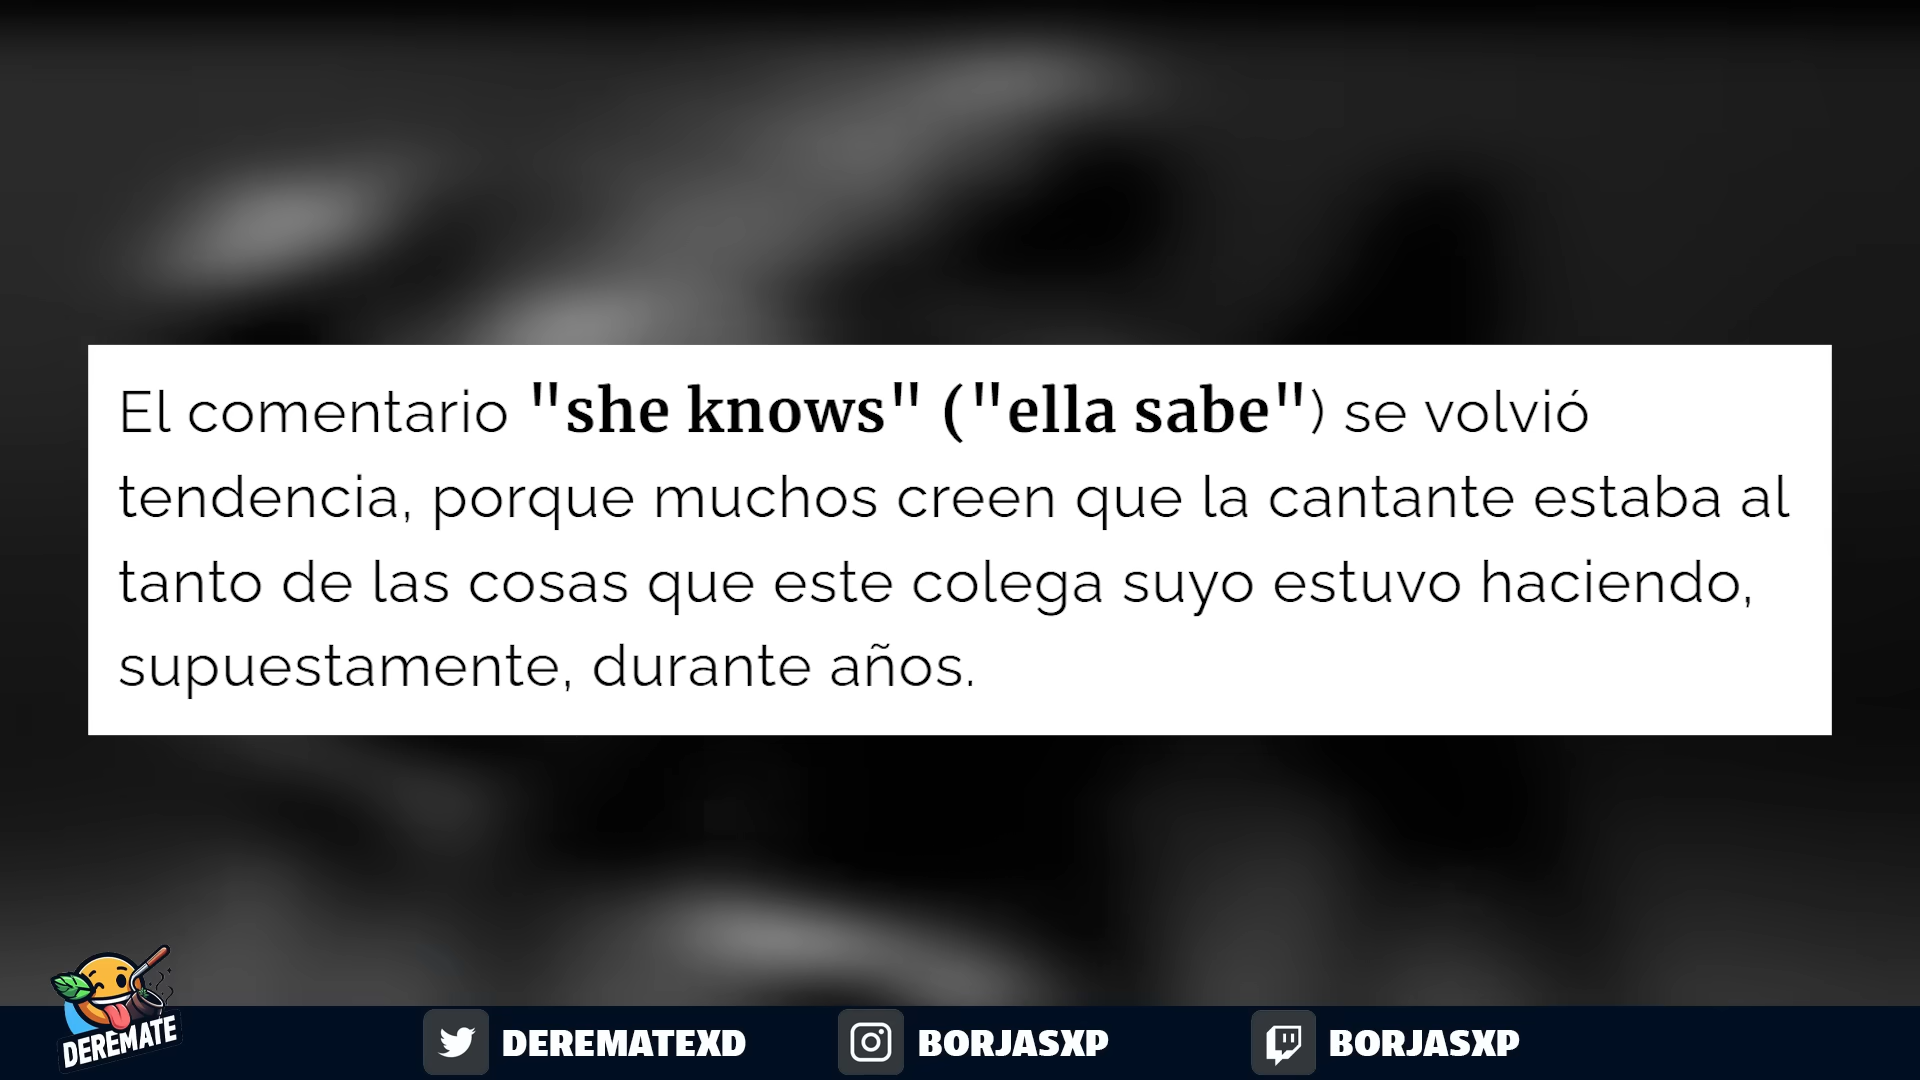 El comentario "she knows" ("ella sabe") se volvió
tendencia, porque muchos creen que la cantante estaba al
tanto de las cosas que este colega suyo estuvo haciendo,
supuestamente, durante años.
DEREMATE
DEREMATEXD
BORJASXP
BORJASXP